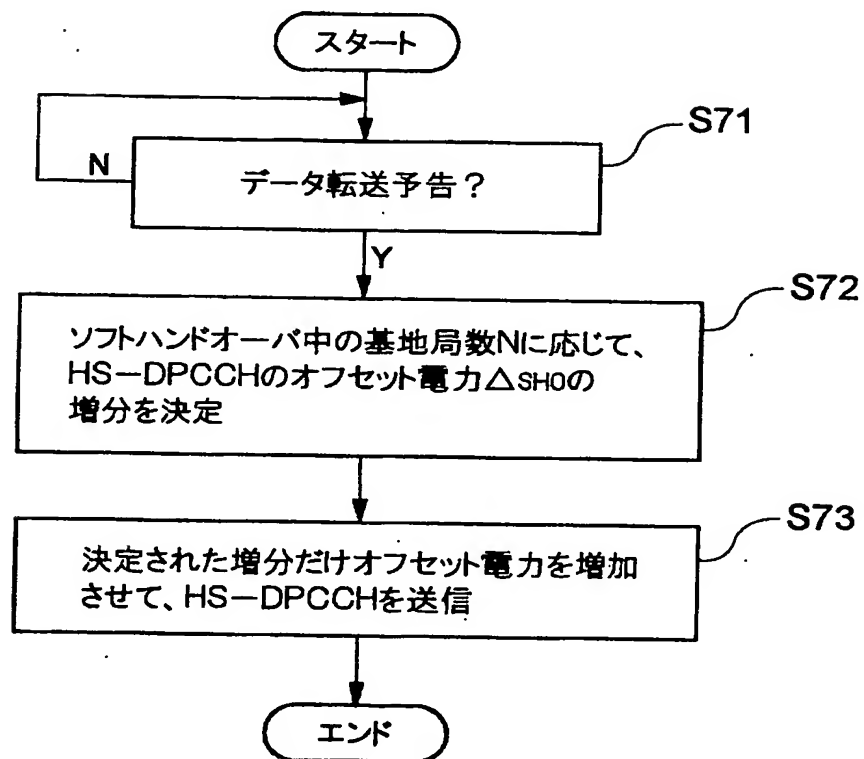 スタート
S71
N
データ転送予告？
Y
S72
ソフトハンドオーバ中の基地局数Nに応じて、
HS－DPCCHのオフセット電力△SHOの
増分を決定
S73
決定された増分だけオフセット電力を増加
させて、HS－DPCCHを送信
エンド